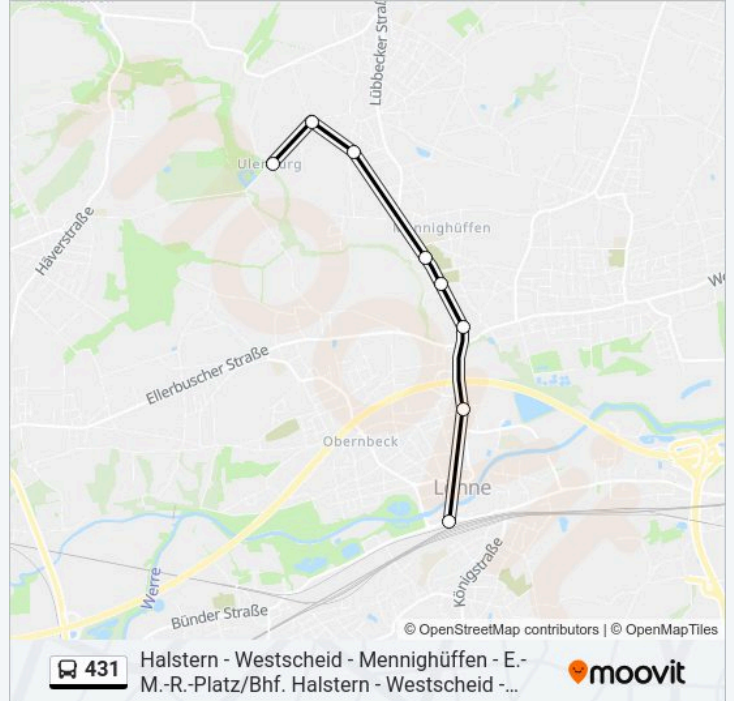 Lübbecker Straß
Ulenburg
Mennighüffen
Häverstraße
We
Ellerbuscher Straße
Obernbeck
Löhne
Königstraße
Werre
Bünder Straße
© OpenStreetMap contributors | © OpenMapTiles
431
Halstern - Westscheid - Mennighüffen - E.-
M.-R.-Platz/Bhf. Halstern - Westscheid -...
moovit